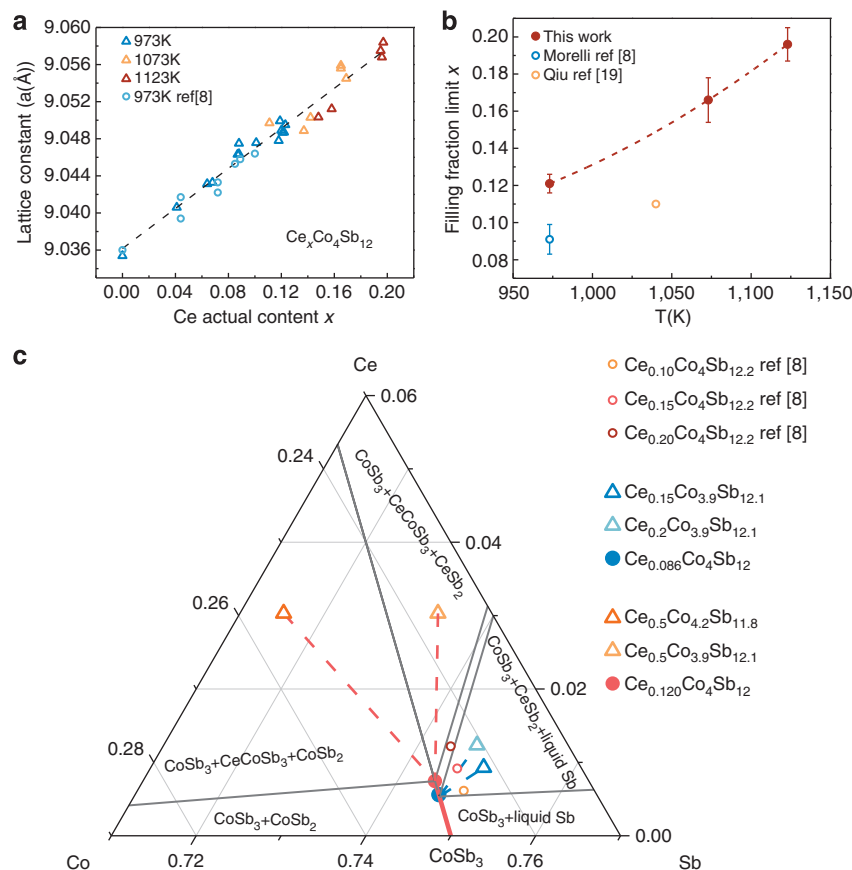 a
9.060
9.056
9.052
9.048
9.044
9.040
9.036
Lattice constant (a(Å))
973K
1073K
1123K
973K ref[8]
CeₓCo₄Sb₁₂
0.00 0.04 0.08 0.12 0.16 0.20
Ce actual content x
b
0.20
0.18
0.16
0.14
0.12
0.10
0.08
Filling fraction limit x
This work
Morelli ref [8]
Qiu ref [19]
950 1,000 1,050 1,100 1,150
T(K)
c
Ce
0.06
0.24
0.04
0.26
0.02
0.28
0.00
CoSb₃+CeCoSb₃+CeSb₂
CoSb₃+CeSb₂+liquid Sb
CoSb₃+CeCoSb₃+CoSb₂
CoSb₃+CoSb₂
CoSb₃+liquid Sb
Co 0.72 0.74 CoSb₃ 0.76 Sb
Ce₀.₁₀Co₄Sb₁₂.₂ ref [8]
Ce₀.₁₅Co₄Sb₁₂.₂ ref [8]
Ce₀.₂₀Co₄Sb₁₂.₂ ref [8]
Ce₀.₁₅Co₃.₉Sb₁₂.₁
Ce₀.₂Co₃.₉Sb₁₂.₁
Ce₀.₀₈₆Co₄Sb₁₂
Ce₀.₅Co₄.₂Sb₁₁.₈
Ce₀.₅Co₃.₉Sb₁₂.₁
Ce₀.₁₂₀Co₄Sb₁₂